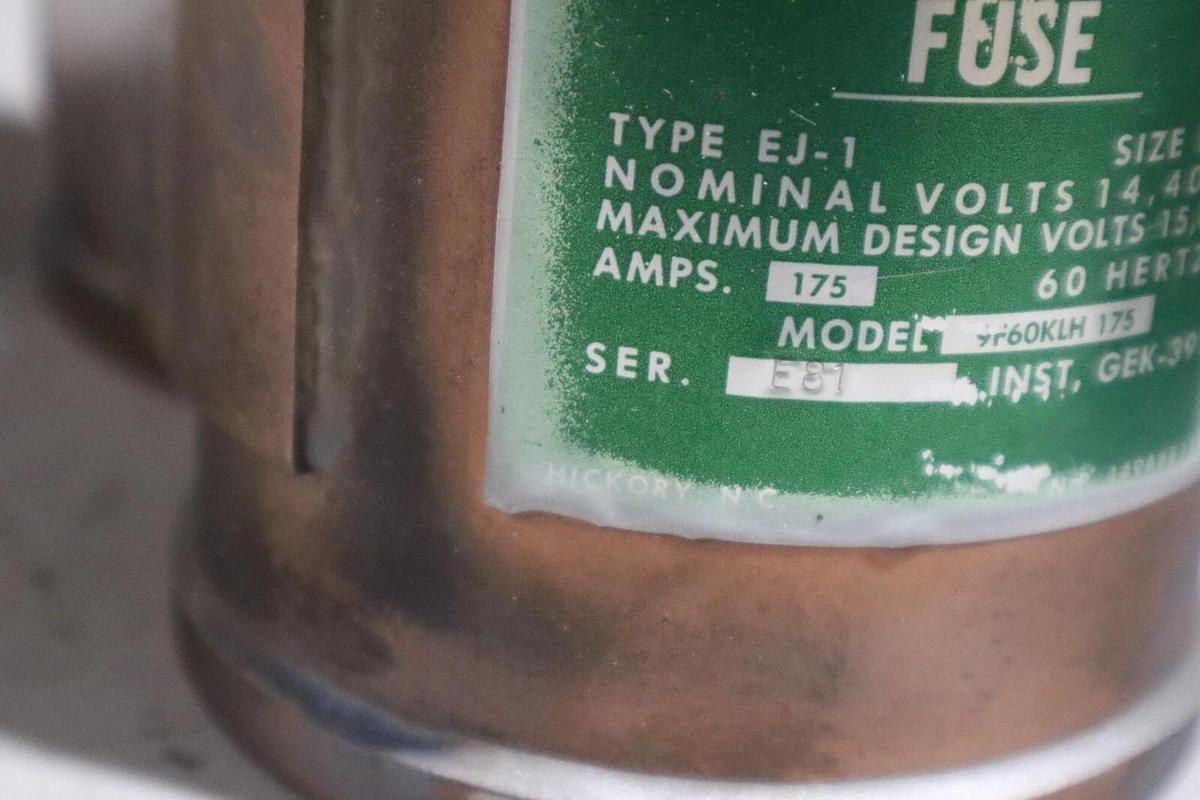 FUSE
TYPE EJ-1 SIZE
NOMINAL VOLTS 14,40
MAXIMUM DESIGN VOLTS 15,
AMPS. 175 60 HERTZ
MODEL 9F60KLH 175
SER. E81 INST, GEK-39
HICKORY N C